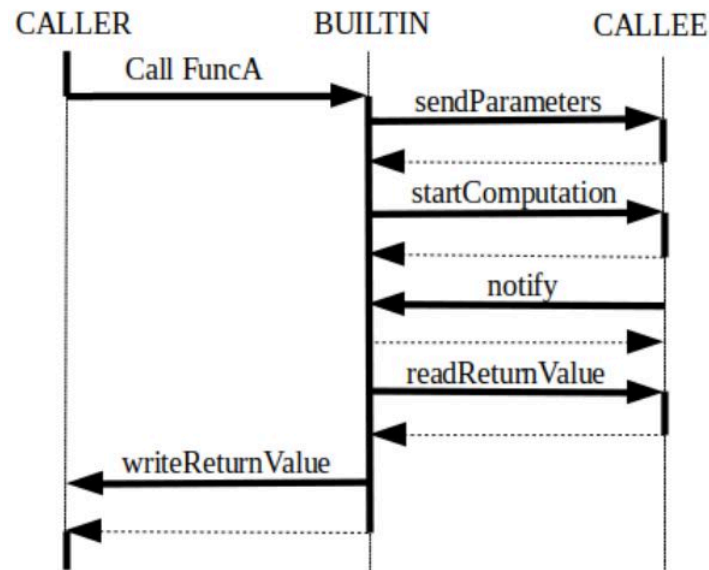 CALLER
BUILTIN
CALLEE
Call FuncA
sendParameters
startComputation
notify
readReturnValue
writeReturnValue